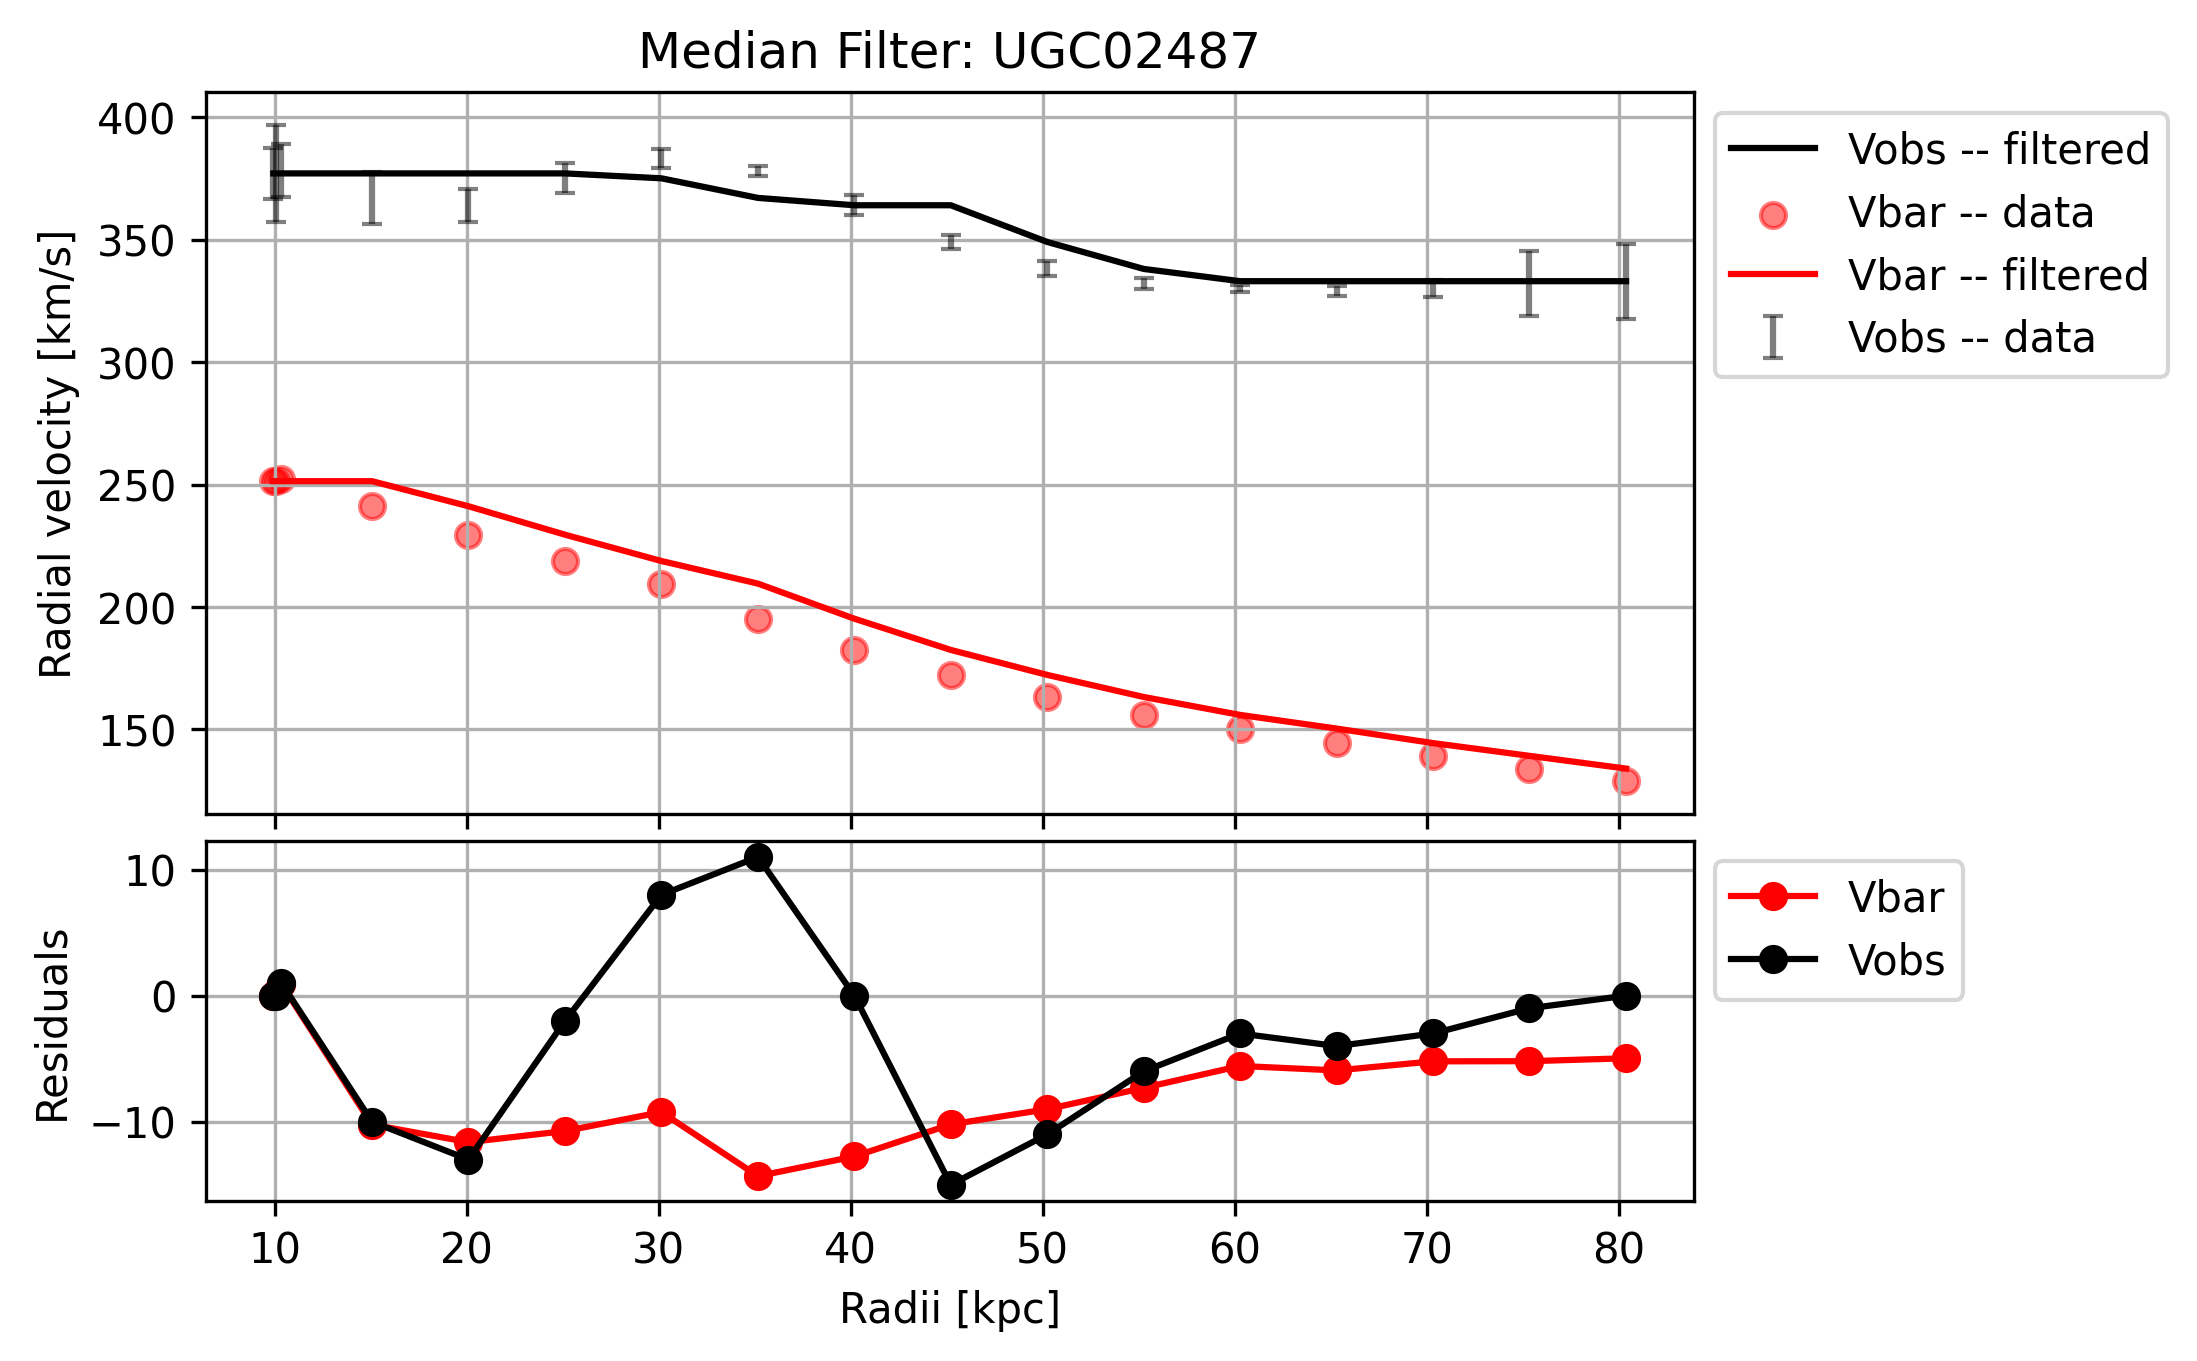 Median Filter: UGC02487
Radial velocity [km/s]
400
350
300
250
200
150
Vobs -- filtered
Vbar -- data
Vbar -- filtered
Vobs -- data
Residuals
10
0
−10
Vbar
Vobs
10 20 30 40 50 60 70 80
Radii [kpc]